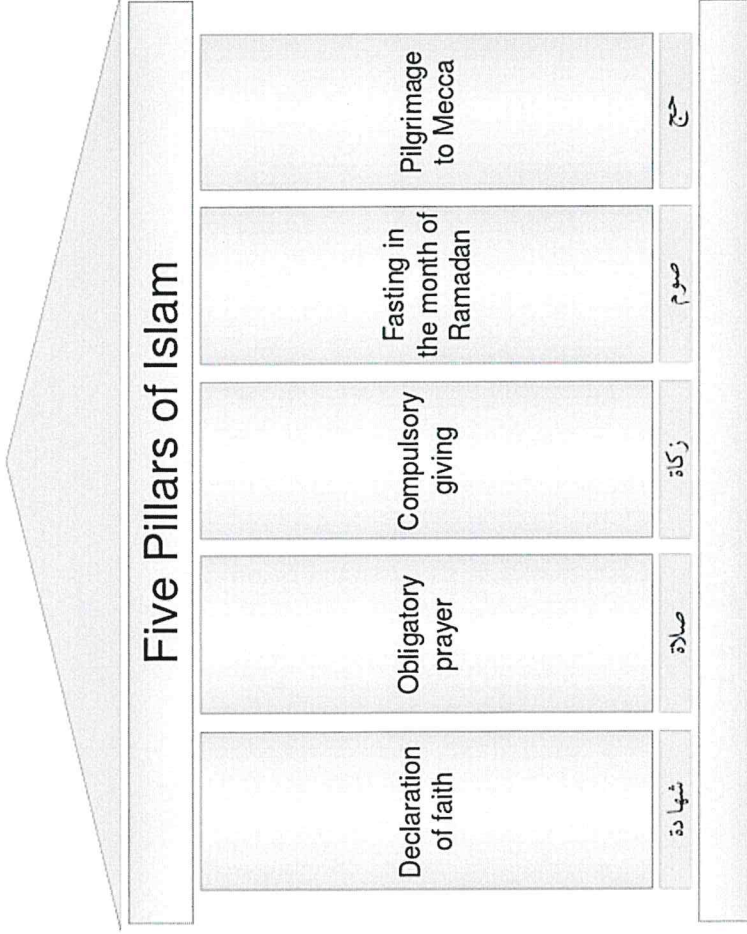 Five Pillars of Islam
Declaration
of faith
Obligatory
prayer
Compulsory
giving
Fasting in
the month of
Ramadan
Pilgrimage
to Mecca
شهادة
صلاة
زكاة
صوم
حج